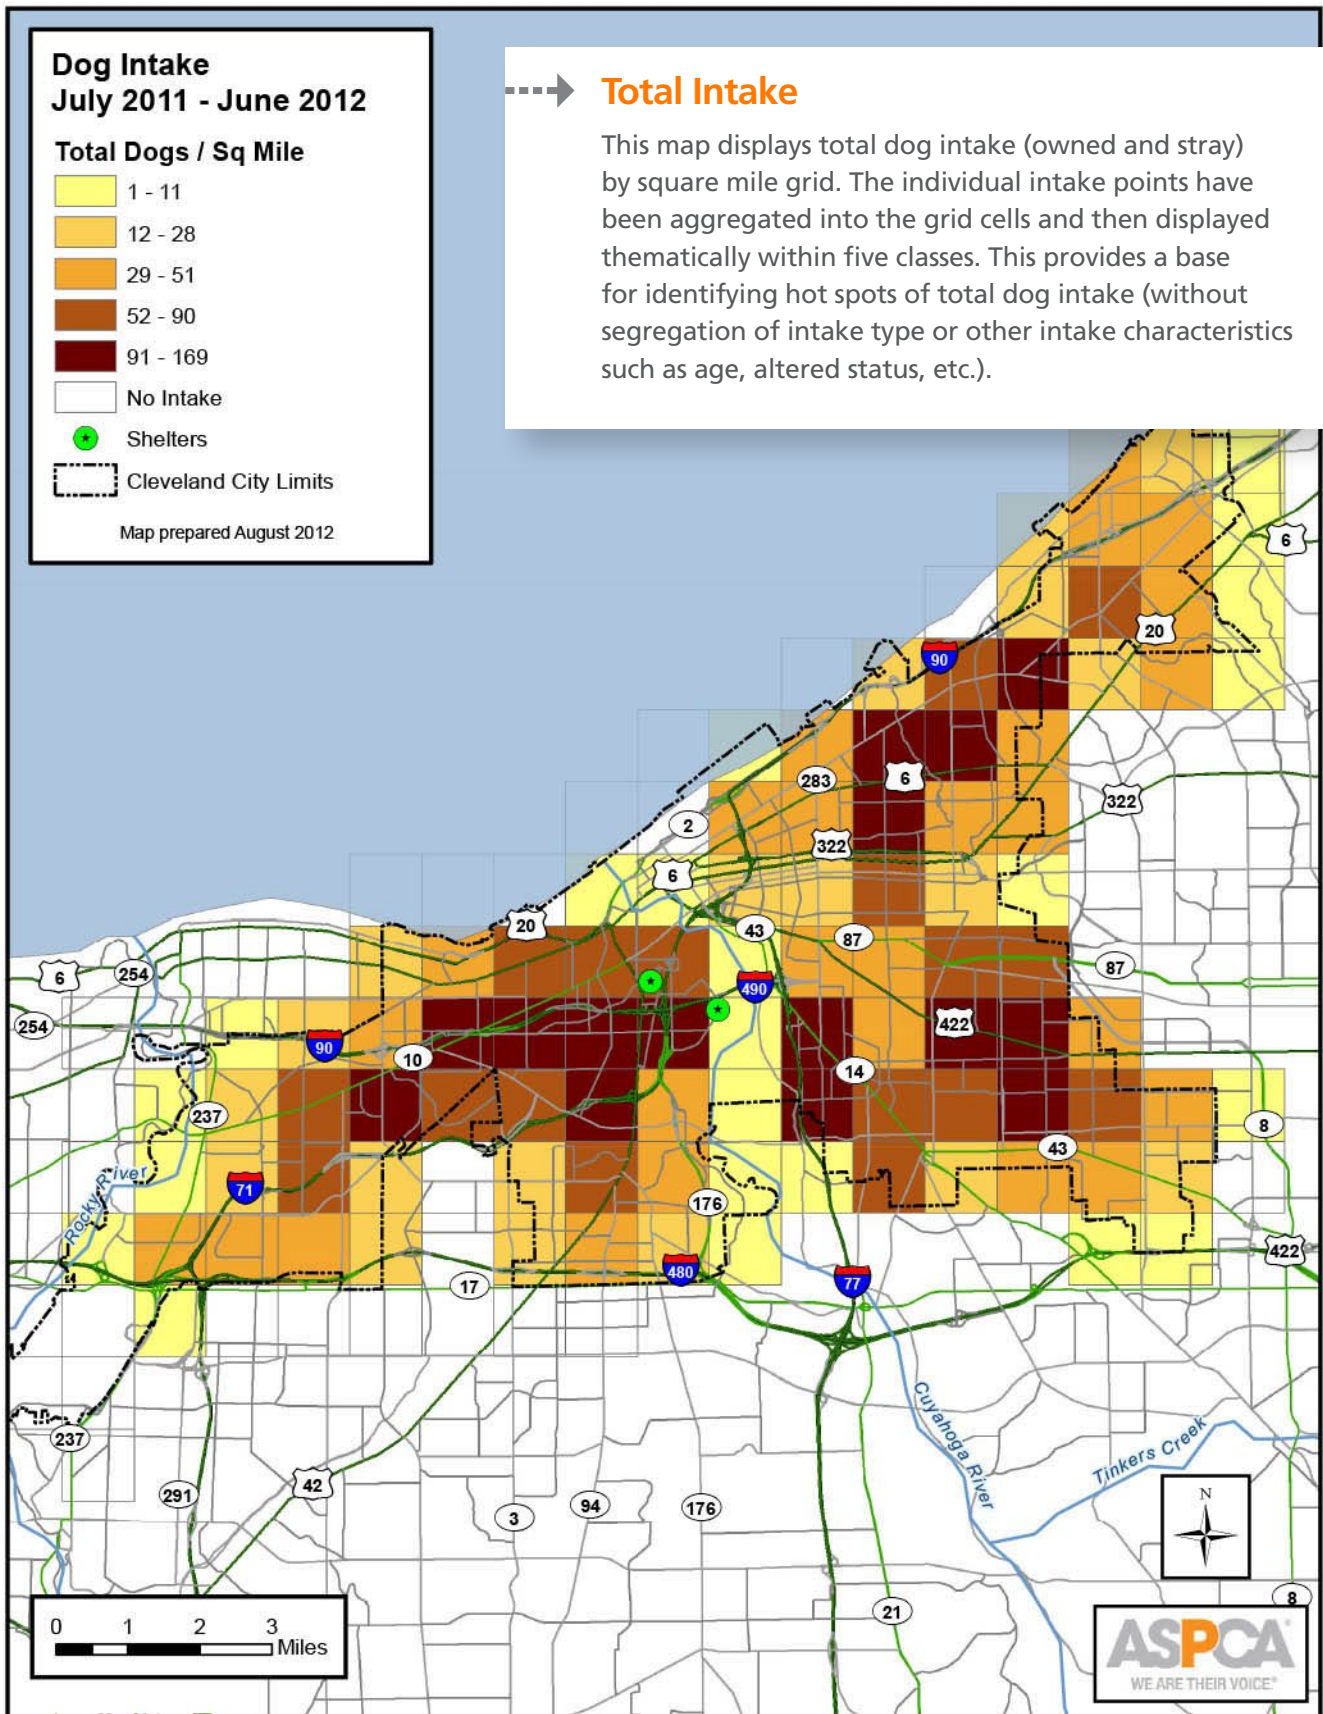 Dog Intake
July 2011 - June 2012
Total Dogs / Sq Mile
1 - 11
12 - 28
29 - 51
52 - 90
91 - 169
No Intake
Shelters
Cleveland City Limits
Map prepared August 2012
Total Intake
This map displays total dog intake (owned and stray)
by square mile grid. The individual intake points have
been aggregated into the grid cells and then displayed
thematically within five classes. This provides a base
for identifying hot spots of total dog intake (without
segregation of intake type or other intake characteristics
such as age, altered status, etc.).
6
20
90
283
6
322
2
322
6
20
43
87
6
254
87
490
254
422
90
10
14
237
8
43
Rocky River
71
176
422
480
17
77
Cuyahoga River
Tinkers Creek
237
42
291
94
176
3
N
21
8
0 1 2 3
Miles
ASPCA
WE ARE THEIR VOICE®